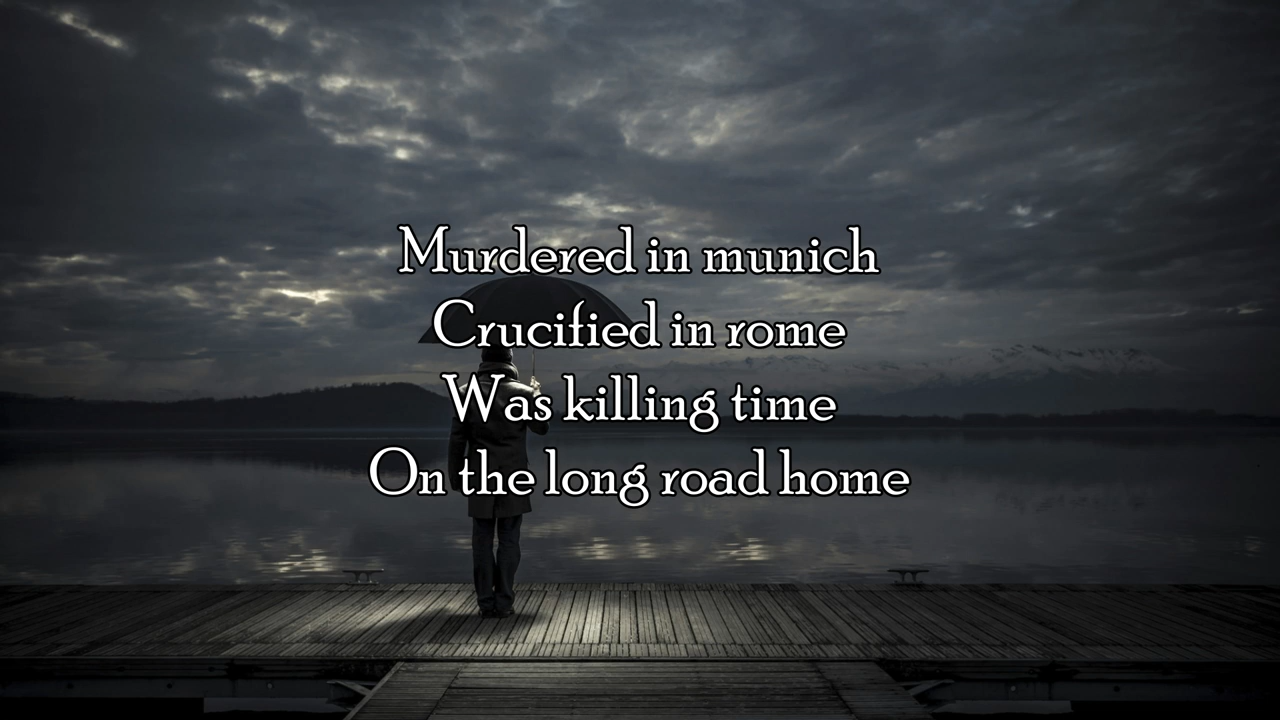 Murdered in munich
Crucified in rome
Was killing time
On the long road home